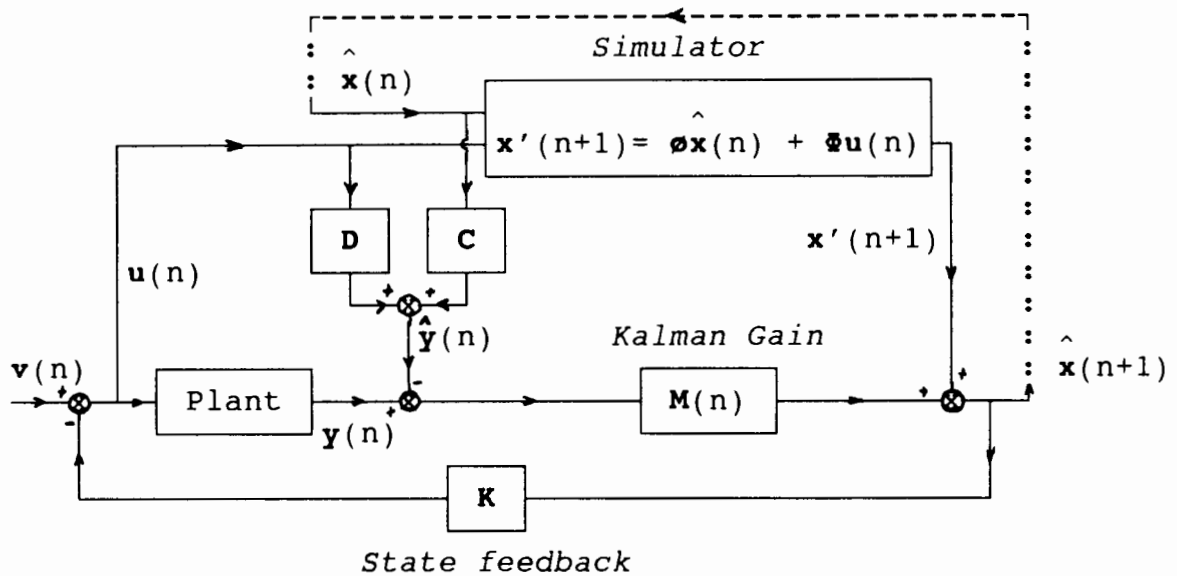 Simulator
x̂(n)
x'(n+1)= øx̂(n) + Φu(n)
D
C
x'(n+1)
u(n)
+
+
ŷ(n)
Kalman Gain
v(n)
+
-
Plant
y(n)
-
+
M(n)
+
+
x̂(n+1)
K
State feedback